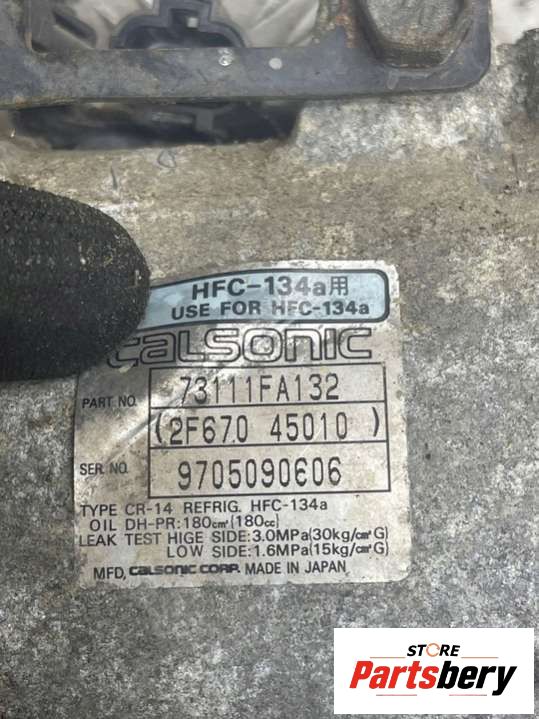 HFC-134a用
USE FOR HFC-134a
CALSONIC
PART NO. 73111FA132
(2F670 45010)
SER. NO. 9705090606
TYPE CR-14 REFRIG. HFC-134a
OIL DH-PR:180cm³(180cc)
LEAK TEST HIGE SIDE:3.0MPa(30kg/cm²G)
LOW SIDE:1.6MPa(15kg/cm²G)
MFD, CALSONIC CORP. MADE IN JAPAN
STORE
Partsbery